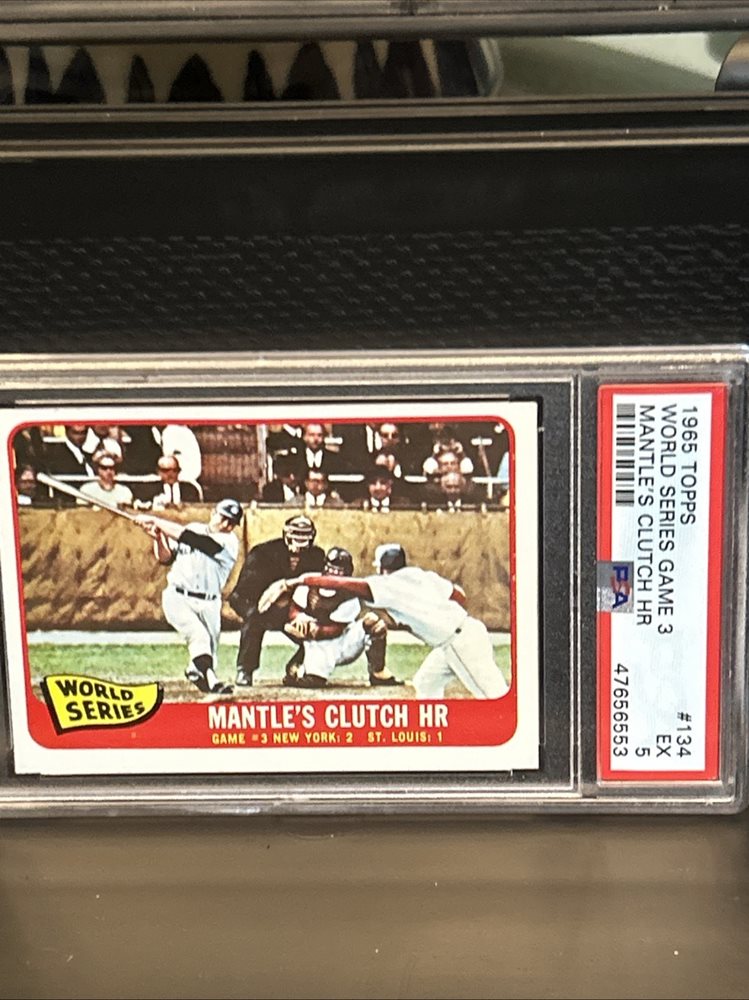 WORLD
SERIES
MANTLE'S CLUTCH HR
GAME #3 NEW YORK: 2 ST. LOUIS: 1
1965 TOPPS #134
WORLD SERIES GAME 3 EX
MANTLE'S CLUTCH HR 5
PSA 47656553